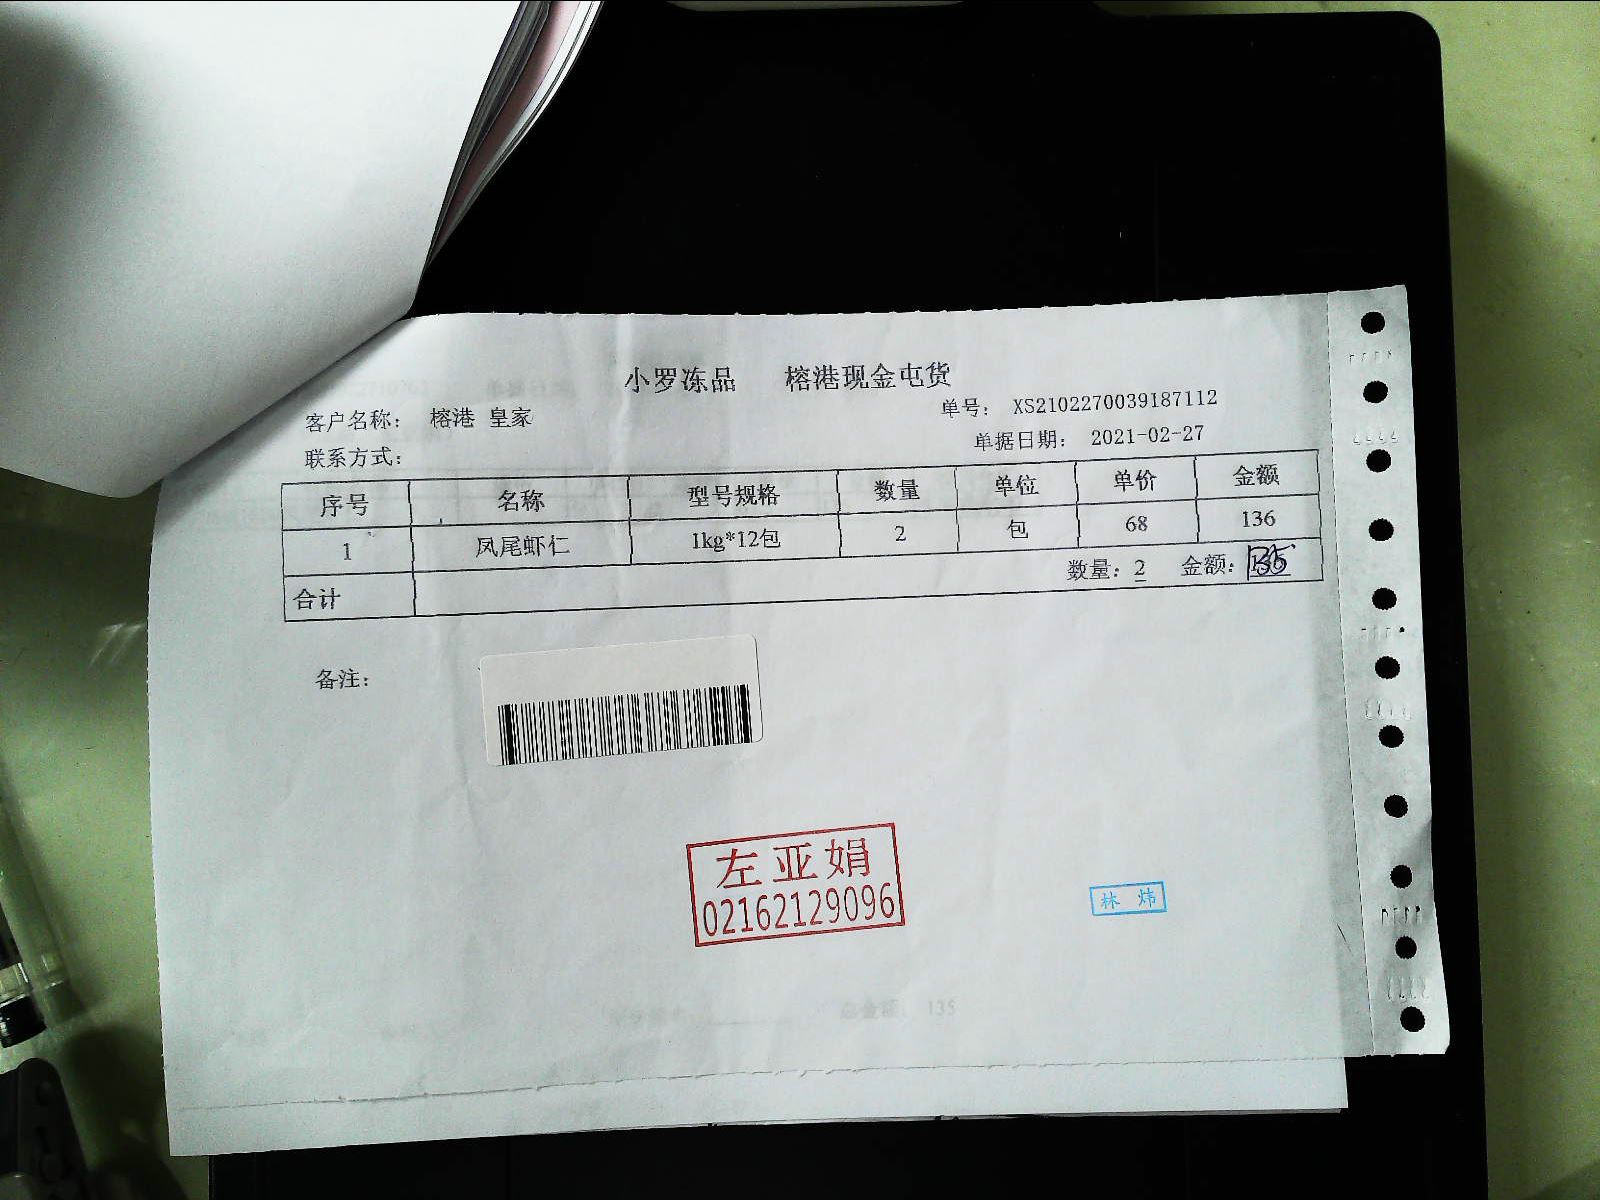 小罗冻品 榕港现金屯货
客户名称： 榕港 皇家 单号： XS2102270039187112
联系方式： 单据日期： 2021-02-27
序号 名称 型号规格 数量 单位 单价 金额
1 凤尾虾仁 1kg*12包 2 包 68 136
合计 数量：2 金额：
备注：
左亚娟
02162129096
林 炜
总金额： 135